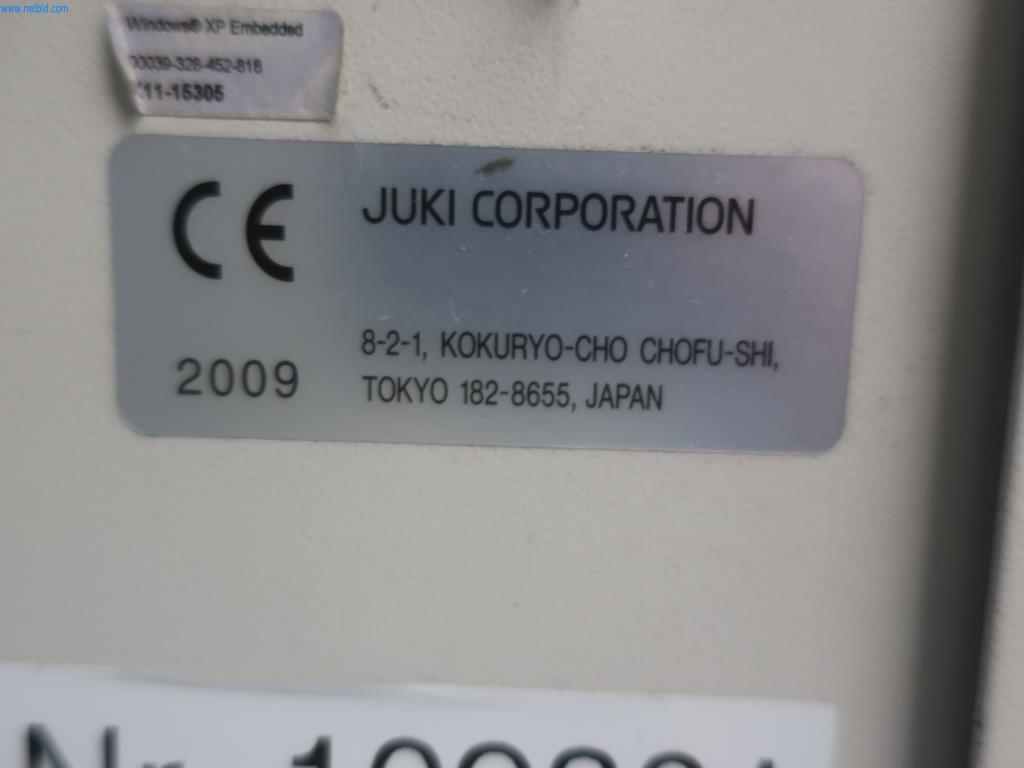 www.netbid.com
Windows® XP Embedded
00039-326-452-818
X11-15305
CE
JUKI CORPORATION
2009
8-2-1, KOKURYO-CHO CHOFU-SHI,
TOKYO 182-8655, JAPAN
Nr.